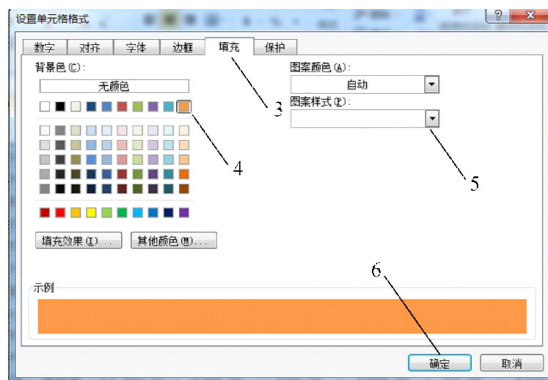 设置单元格格式
数字 对齐 字体 边框 填充 保护
背景色(C):
无颜色
图案颜色(A):
自动
图案样式(P):
3
4
5
填充效果(I)... 其他颜色(M)...
6
示例
确定 取消